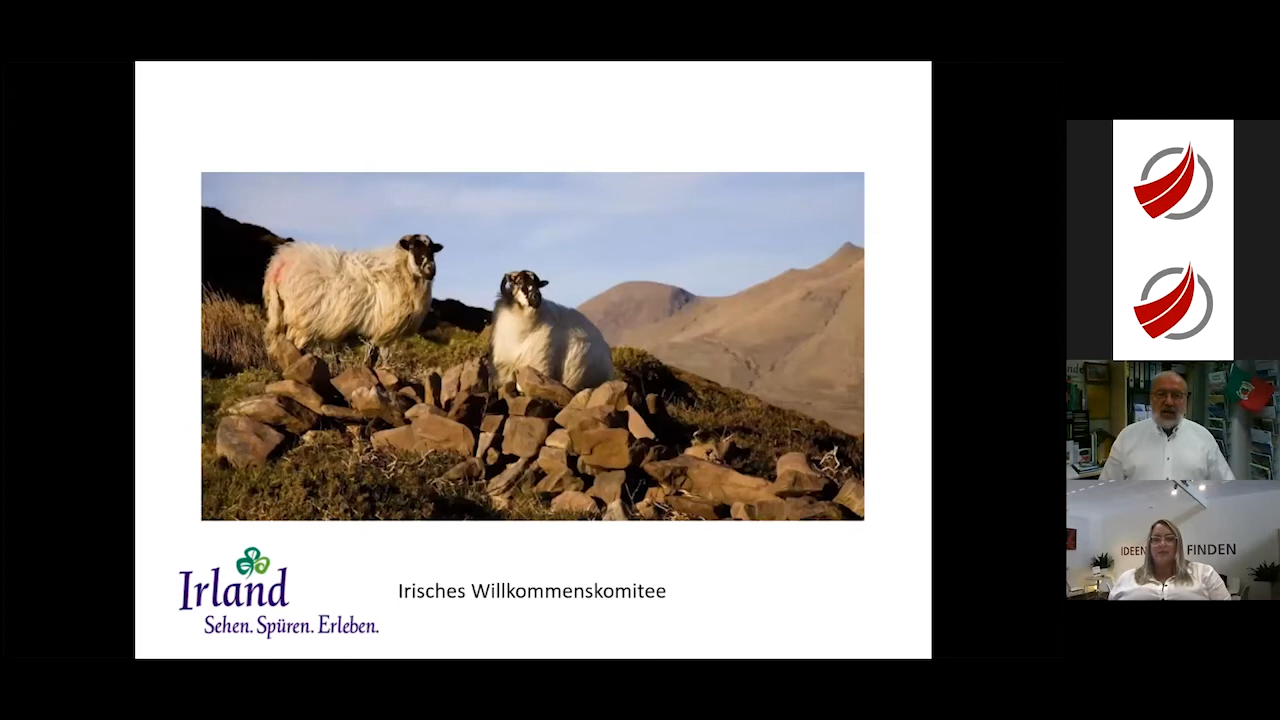 Irland
Sehen. Spüren. Erleben.
Irisches Willkommenskomitee
IDEEN FINDEN